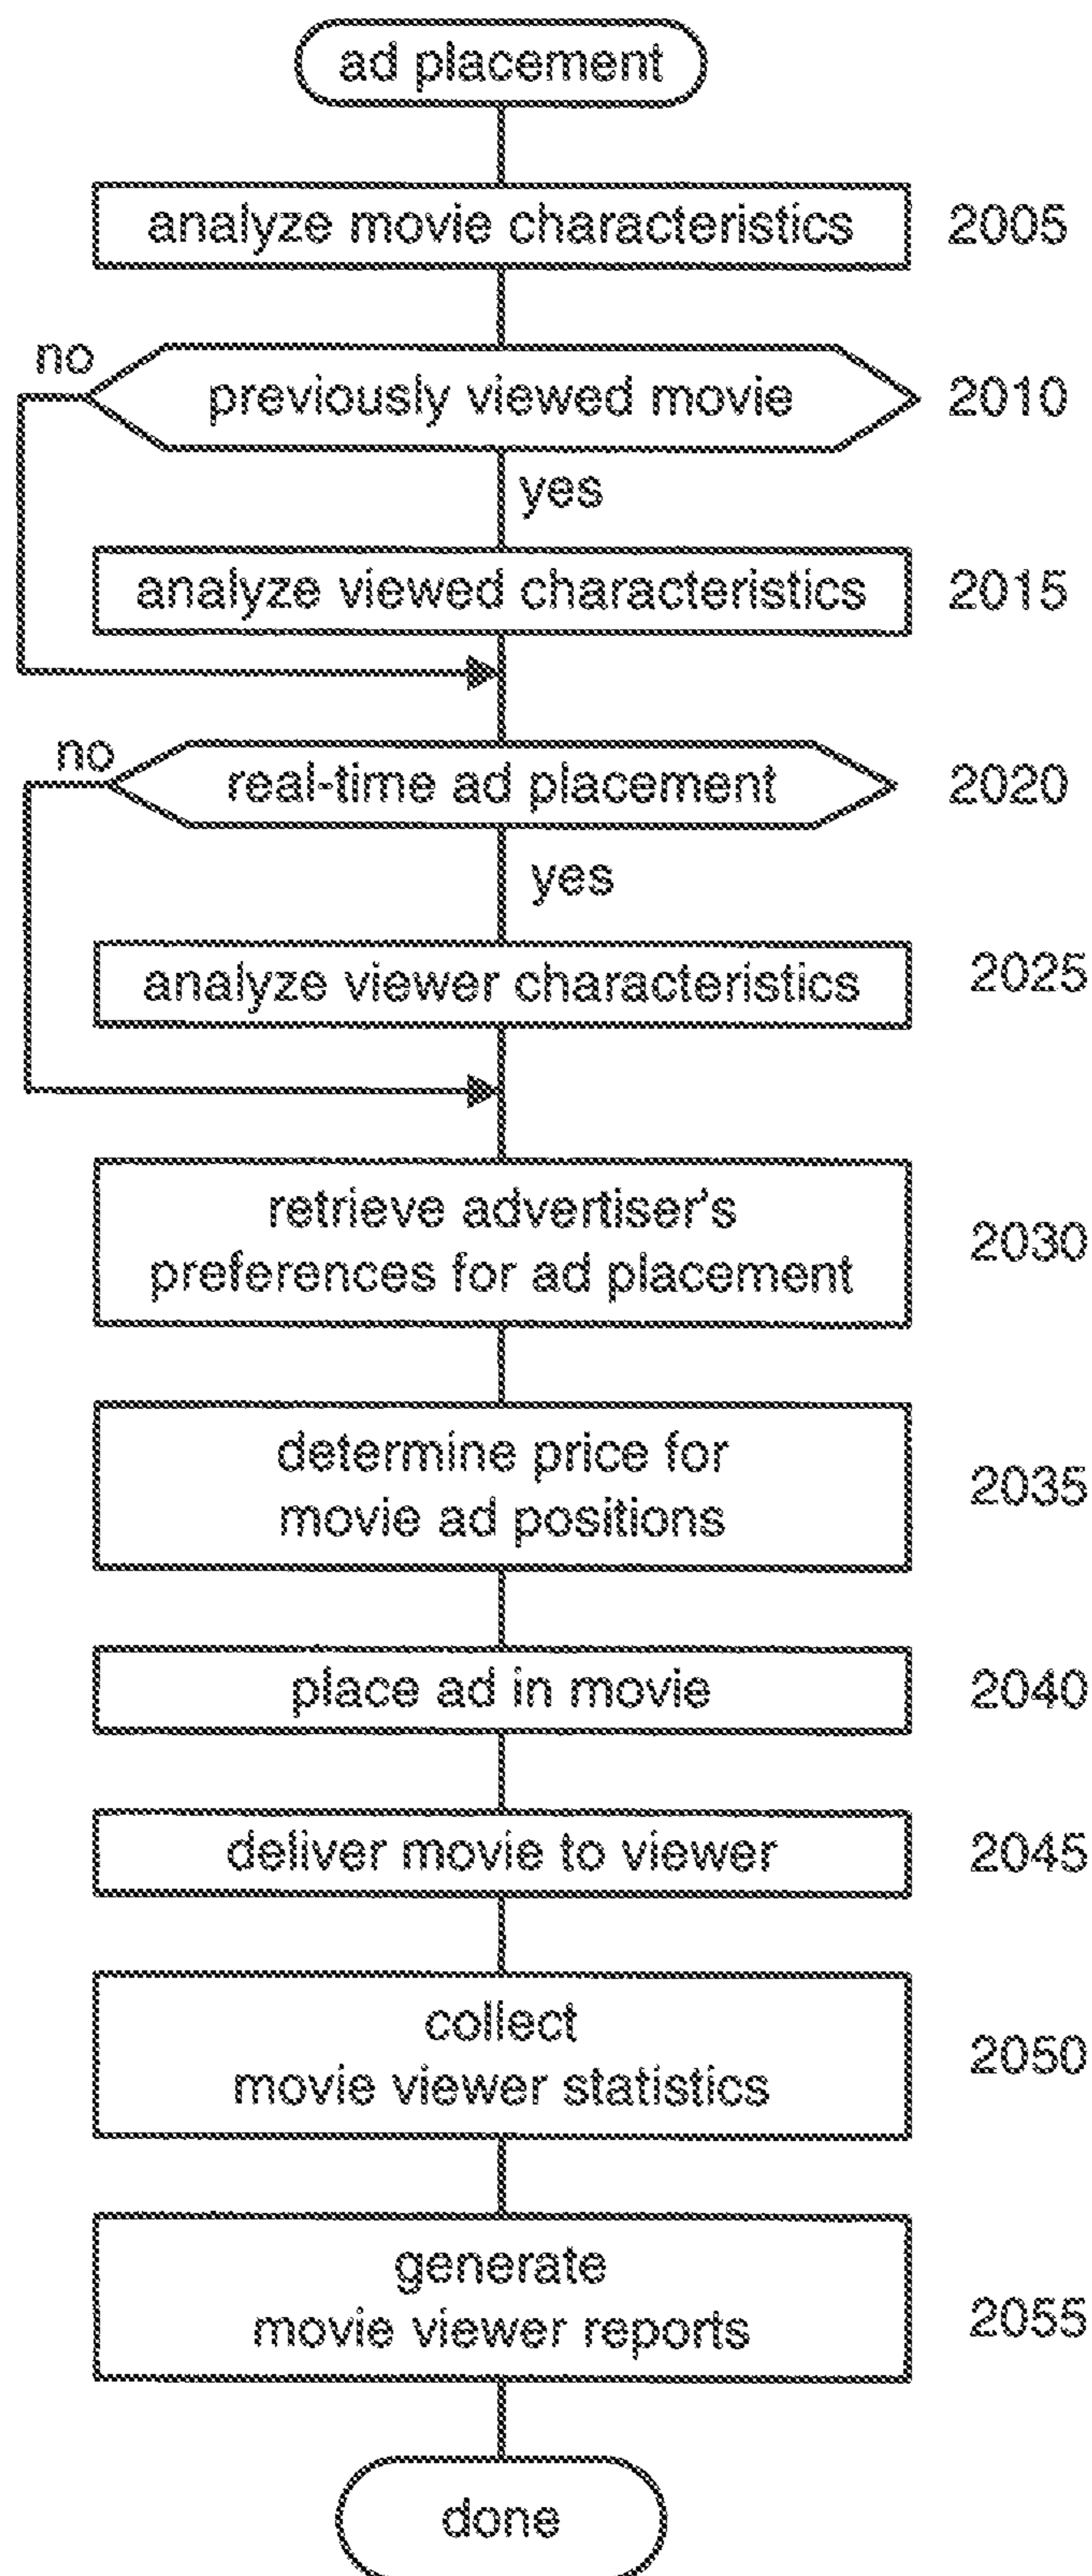 ad placement
analyze movie characteristics 2005
no
previously viewed movie 2010
yes
analyze viewed characteristics 2015
no
real-time ad placement 2020
yes
analyze viewer characteristics 2025
retrieve advertiser's
preferences for ad placement
2030
determine price for
movie ad positions
2035
place ad in movie 2040
deliver movie to viewer 2045
collect
movie viewer statistics
2050
generate
movie viewer reports
2055
done